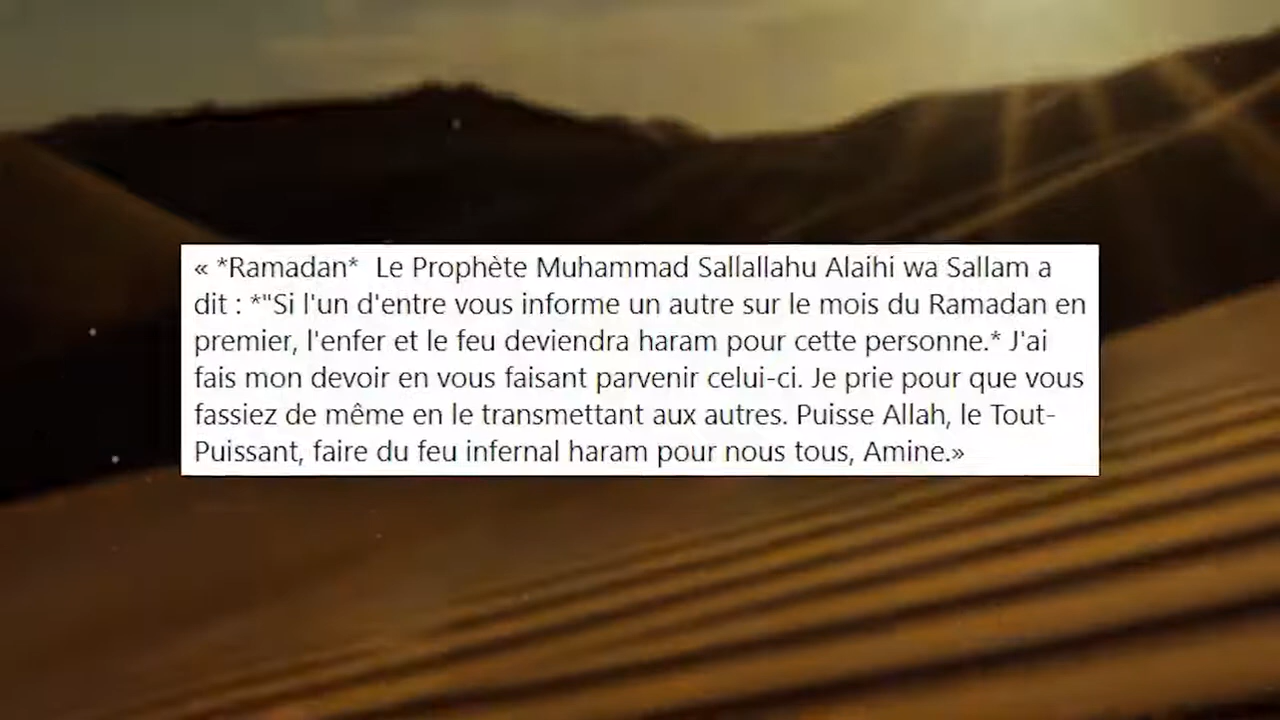 « *Ramadan*  Le Prophète Muhammad Sallallahu Alaihi wa Sallam a
dit : *"Si l'un d'entre vous informe un autre sur le mois du Ramadan en
premier, l'enfer et le feu deviendra haram pour cette personne.* J'ai
fais mon devoir en vous faisant parvenir celui-ci. Je prie pour que vous
fassiez de même en le transmettant aux autres. Puisse Allah, le Tout-
Puissant, faire du feu infernal haram pour nous tous, Amine.»